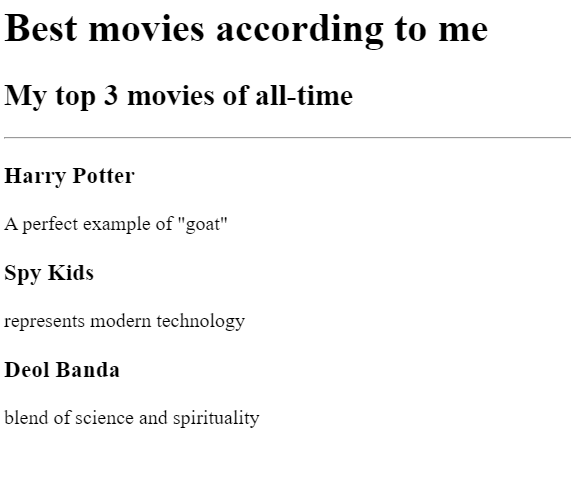 Best movies according to me
My top 3 movies of all-time
Harry Potter
A perfect example of "goat"
Spy Kids
represents modern technology
Deol Banda
blend of science and spirituality